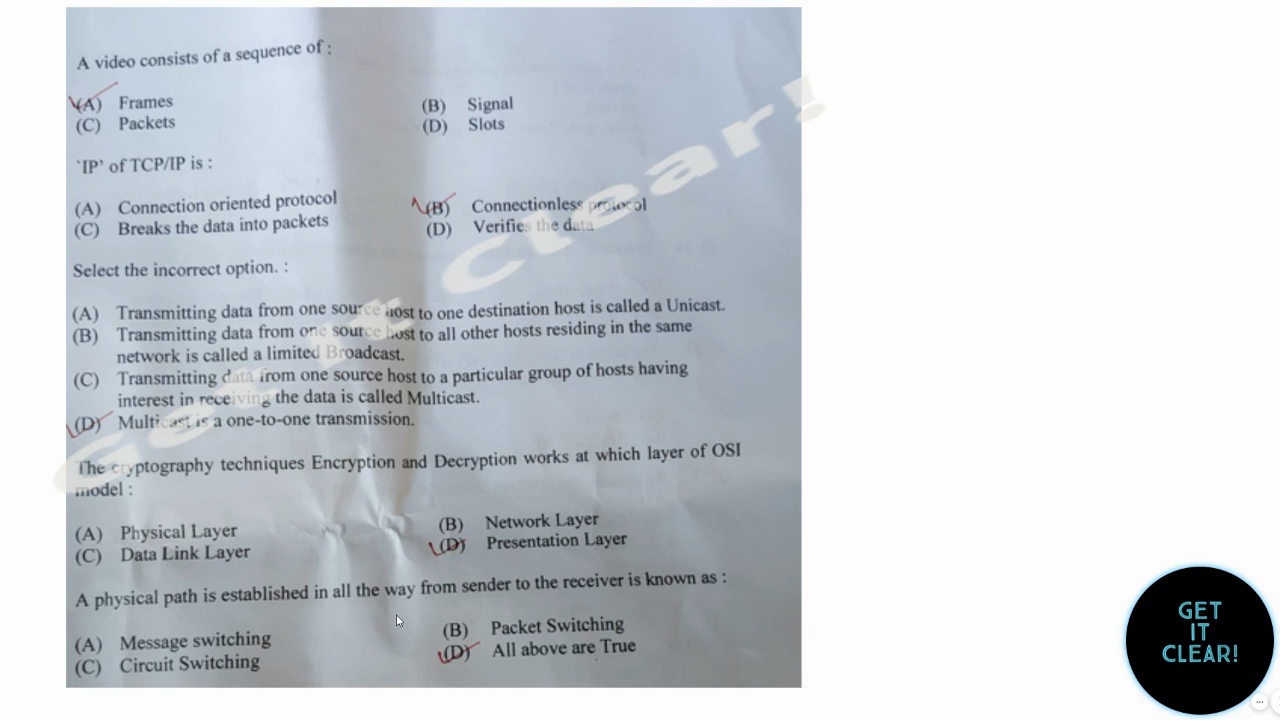 A video consists of a sequence of :
(A) Frames (B) Signal
(C) Packets (D) Slots
`IP' of TCP/IP is :
(A) Connection oriented protocol (B) Connectionless protocol
(C) Breaks the data into packets (D) Verifies the data
Select the incorrect option. :
(A) Transmitting data from one source host to one destination host is called a Unicast.
(B) Transmitting data from one source host to all other hosts residing in the same
network is called a limited Broadcast.
(C) Transmitting data from one source host to a particular group of hosts having
interest in receiving the data is called Multicast.
(D) Multicast is a one-to-one transmission.
The cryptography techniques Encryption and Decryption works at which layer of OSI
model :
(A) Physical Layer (B) Network Layer
(C) Data Link Layer (D) Presentation Layer
A physical path is established in all the way from sender to the receiver is known as :
(A) Message switching (B) Packet Switching
(C) Circuit Switching (D) All above are True
Get It Clear!
GET
IT
CLEAR!